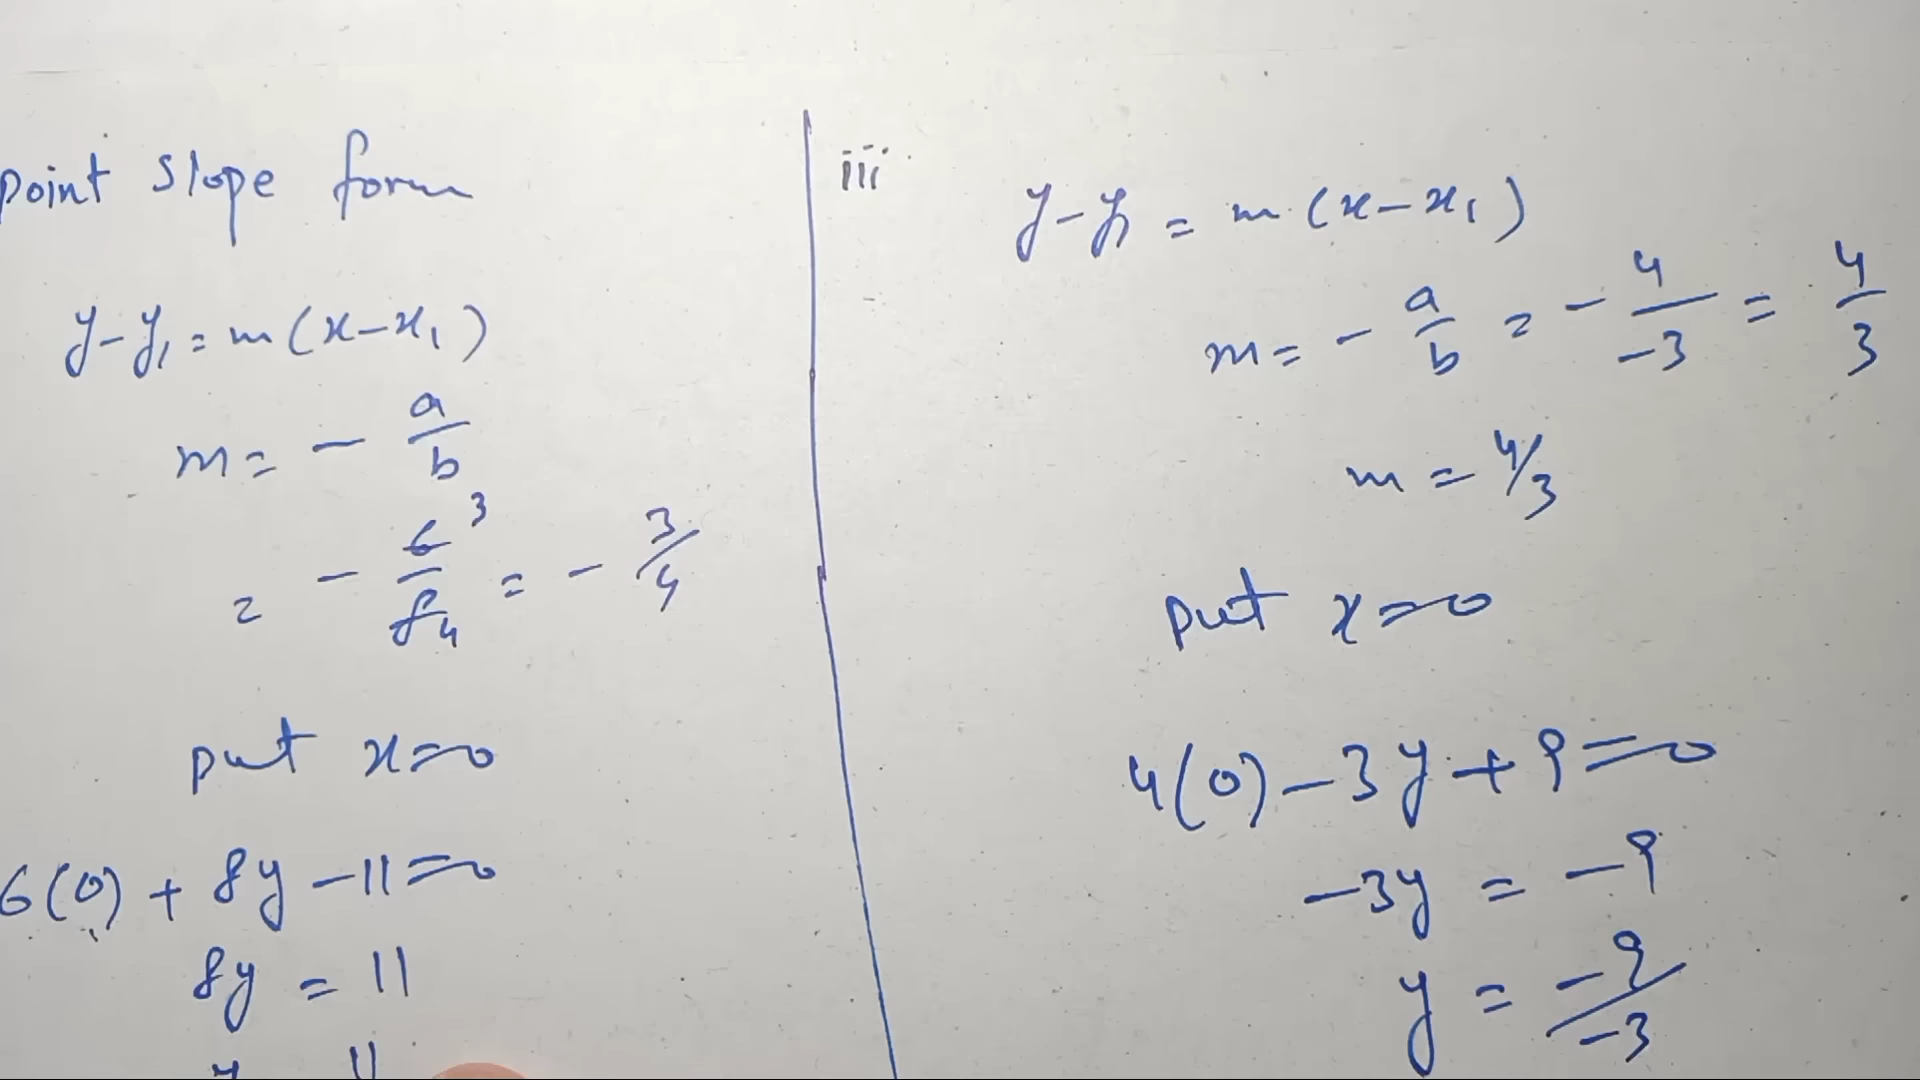 point slope form
y-y₁ = m(x-x₁)
m = - a/b
= - 6/8 3 4 = - 3/4
put x=0
6(0) + 8y -11=0
8y = 11
iii
y-y₁ = m(x-x₁)
m = - a/b = - 4/-3 = 4/3
m = 4/3
put x=0
4(0)-3y+9=0
-3y = -9
y = -9/-3